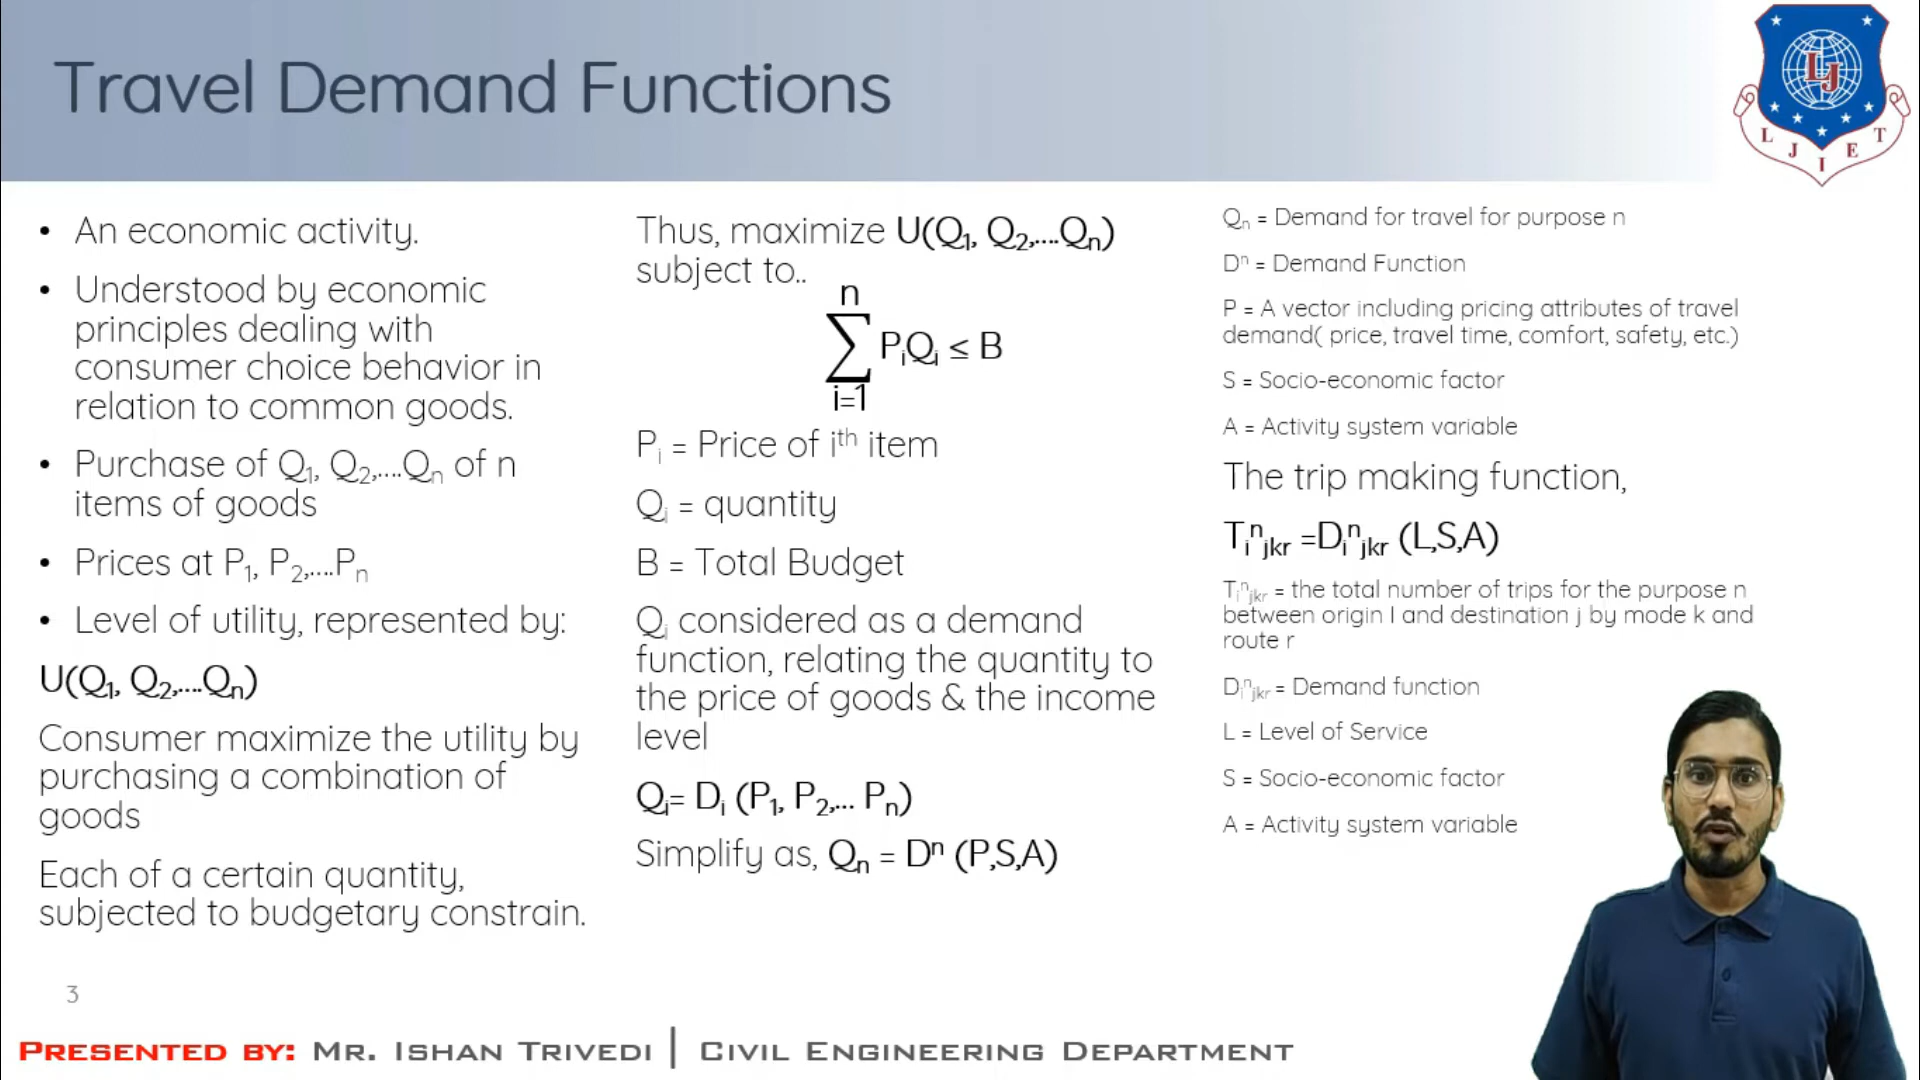 Travel Demand Functions
L J I E T
LJ
• An economic activity.
• Understood by economic
principles dealing with
consumer choice behavior in
relation to common goods.
• Purchase of Q₁, Q₂,....Qₙ of n
items of goods
• Prices at P₁, P₂,....Pₙ
• Level of utility, represented by:
U(Q₁, Q₂,....Qₙ)
Consumer maximize the utility by
purchasing a combination of
goods
Each of a certain quantity,
subjected to budgetary constrain.
Thus, maximize U(Q₁, Q₂,....Qₙ)
subject to..
n
∑ PᵢQᵢ ≤ B
i=1
Pᵢ = Price of iᵗʰ item
Qᵢ = quantity
B = Total Budget
Qᵢ considered as a demand
function, relating the quantity to
the price of goods & the income
level
Qᵢ= Dᵢ (P₁, P₂,... Pₙ)
Simplify as, Qₙ = Dⁿ (P,S,A)
Qₙ = Demand for travel for purpose n
Dⁿ = Demand Function
P = A vector including pricing attributes of travel
demand( price, travel time, comfort, safety, etc.)
S = Socio-economic factor
A = Activity system variable
The trip making function,
Tᵢⁿⱼₖᵣ =Dᵢⁿⱼₖᵣ (L,S,A)
Tᵢⁿⱼₖᵣ = the total number of trips for the purpose n
between origin I and destination j by mode k and
route r
Dᵢⁿⱼₖᵣ = Demand function
L = Level of Service
S = Socio-economic factor
A = Activity system variable
3
PRESENTED BY: MR. ISHAN TRIVEDI | CIVIL ENGINEERING DEPARTMENT